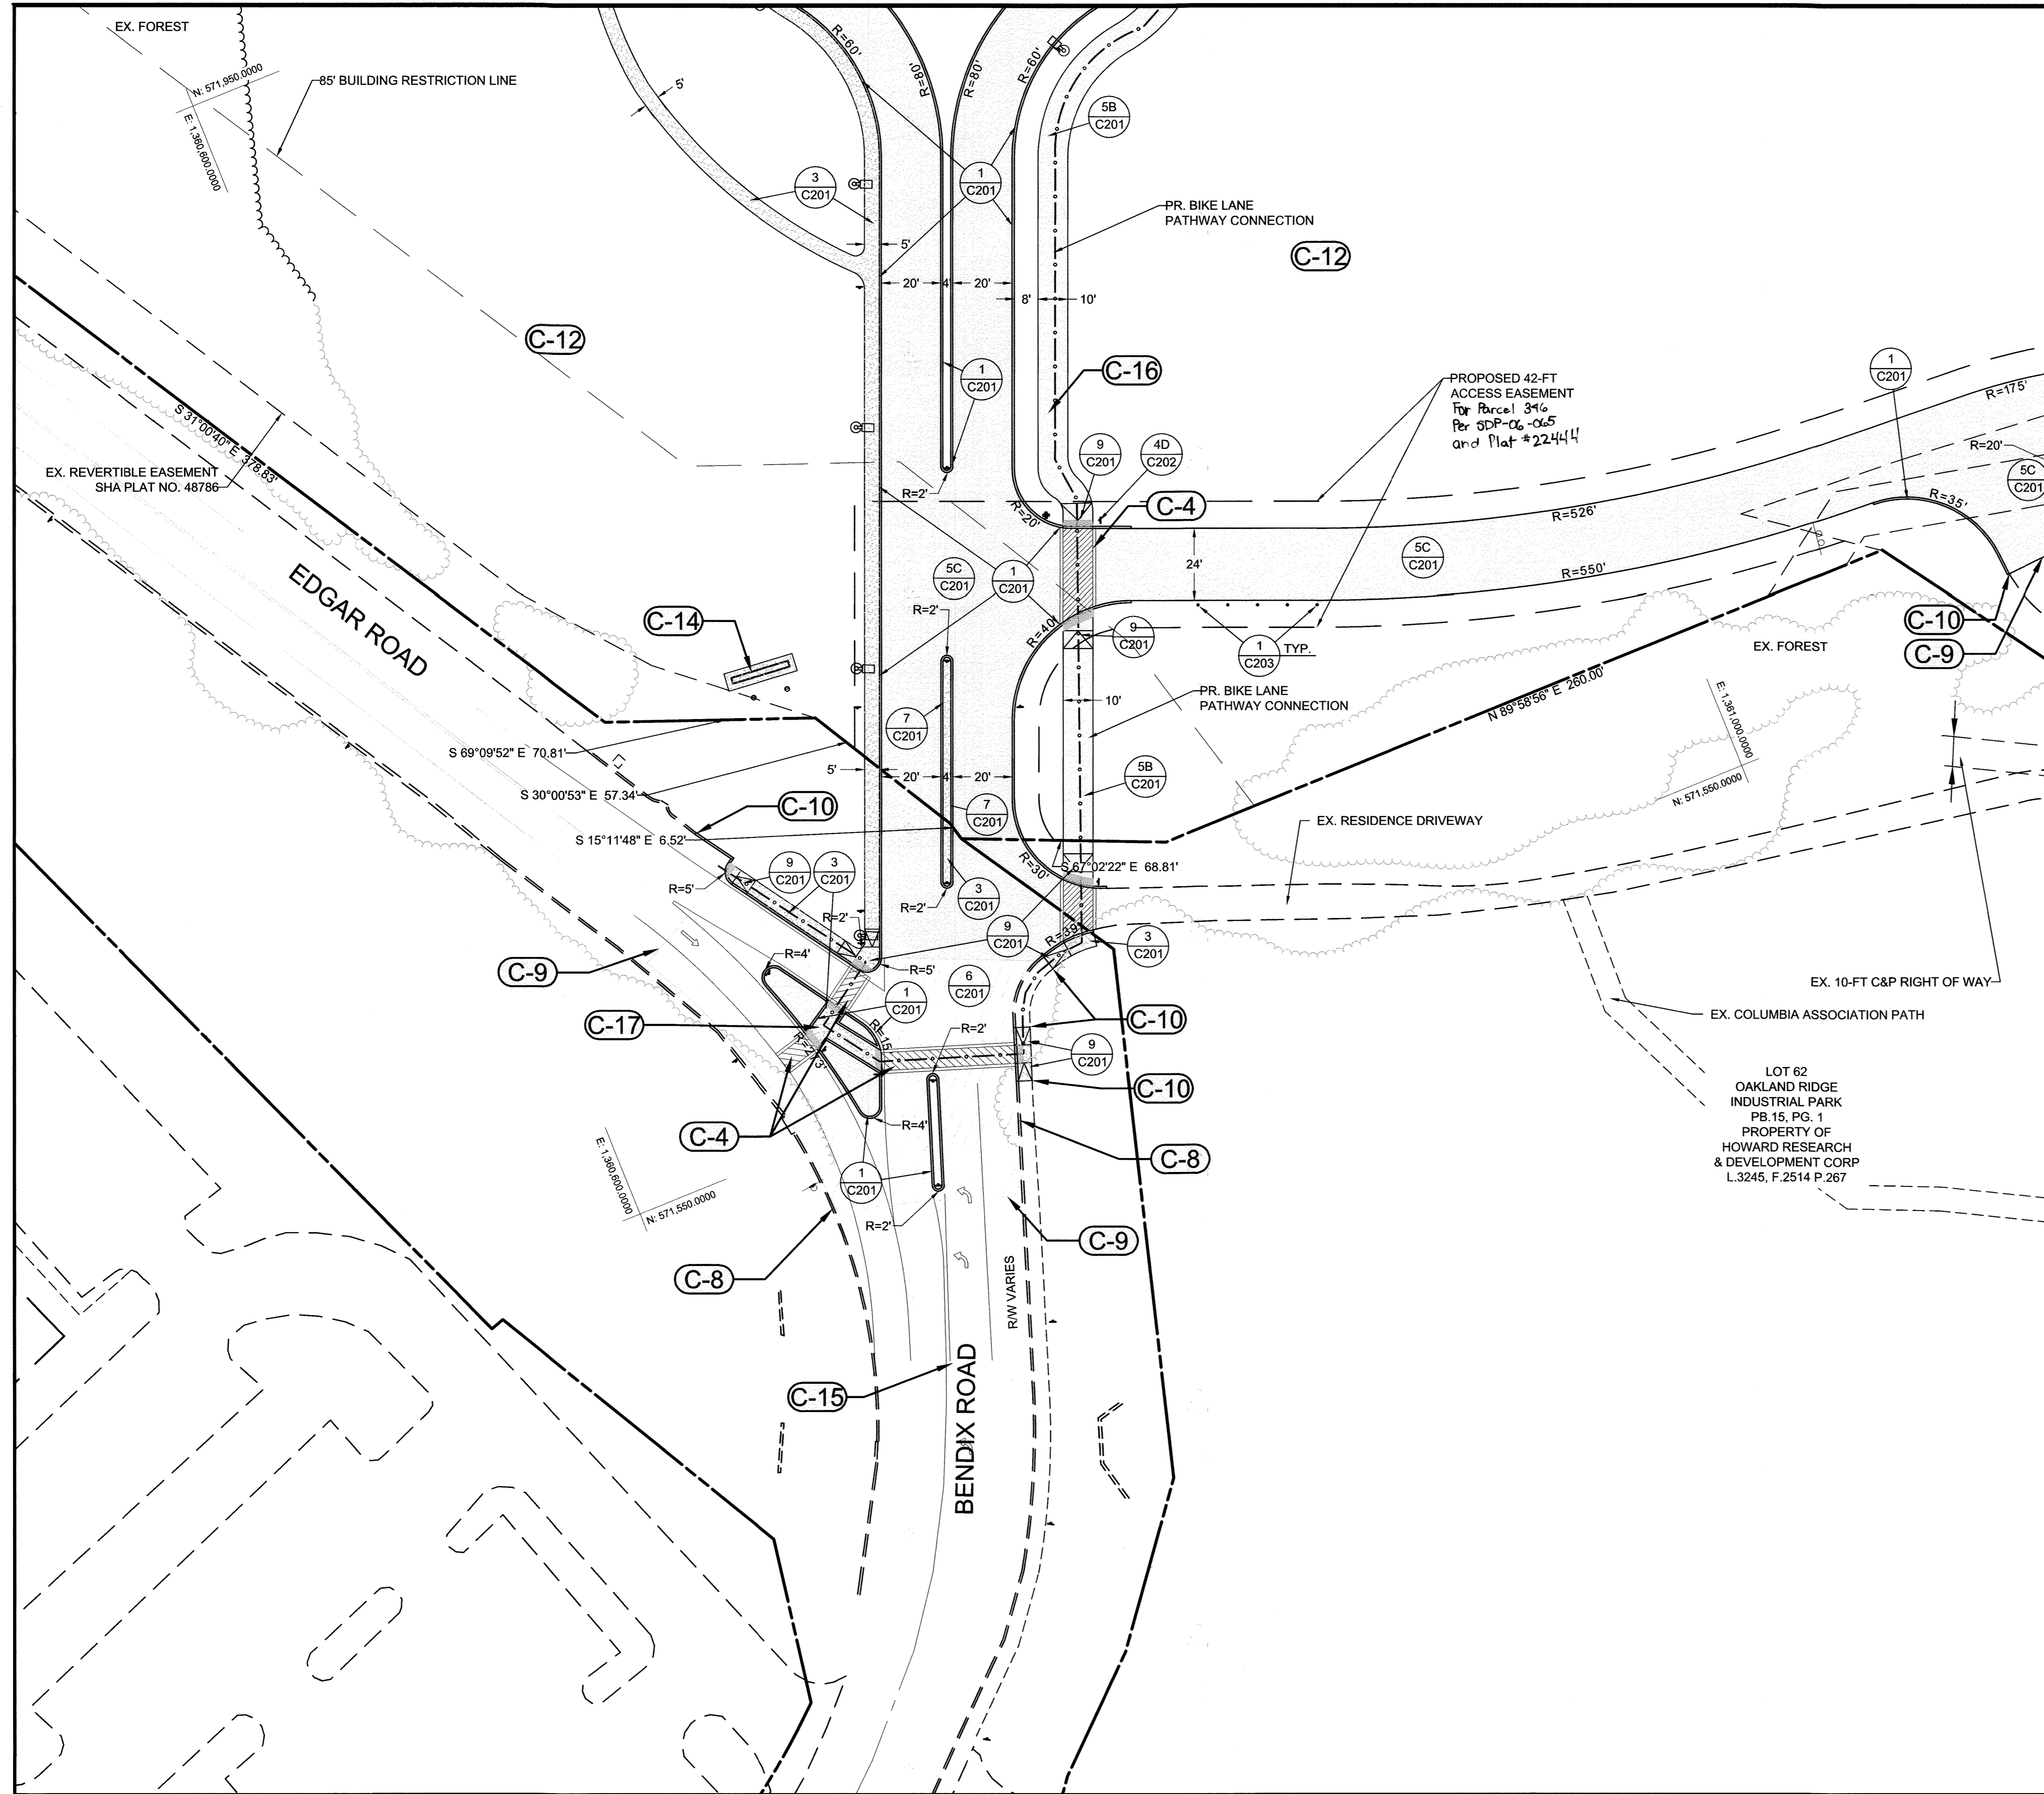 EX. FOREST
N: 571,950.0000
E: 1,360,600.0000
85' BUILDING RESTRICTION LINE
5'
R=60'
R=80'
R=80'
R=60'
5B
C201
3
C201
1
C201
PR. BIKE LANE
PATHWAY CONNECTION
C-12
5'
20'
4'
20'
8'
10'
C-12
1
C201
C-16
PROPOSED 42-FT
ACCESS EASEMENT
For Parcel 346
Per SDP-06-065
and Plat #22444
1
C201
R=175'
R=20'
5C
C201
R=35'
S 31°00'40" E 378.83'
EX. REVERTIBLE EASEMENT
SHA PLAT NO. 48786
9
C201
4D
C202
R=2'
R=20'
C-4
R=526'
24'
5C
C201
R=550'
5C
C201
1
C201
EDGAR ROAD
C-14
R=2'
R=40'
9
C201
1
C203
TYP.
EX. FOREST
C-10
C-9
N 89°58'56" E 260.00'
E: 1,361,000.0000
N: 571,550.0000
10'
PR. BIKE LANE
PATHWAY CONNECTION
7
C201
S 69°09'52" E 70.81'
5'
20'
4'
20'
5B
C201
S 30°00'53" E 57.34'
C-10
7
C201
S 15°11'48" E 6.52'
EX. RESIDENCE DRIVEWAY
9
C201
3
C201
R=30'
S 67°02'22" E 68.81'
R=5'
R=2'
R=2'
3
C201
9
C201
R=39'
3
C201
R=4'
R=5'
C-9
6
C201
1
C201
EX. 10-FT C&P RIGHT OF WAY
EX. COLUMBIA ASSOCIATION PATH
C-17
R=15'
R=2'
C-10
9
C201
C-10
LOT 62
OAKLAND RIDGE
INDUSTRIAL PARK
PB.15, PG. 1
PROPERTY OF
HOWARD RESEARCH
& DEVELOPMENT CORP
L.3245, F.2514 P.267
C-4
R=4'
C-8
1
C201
E: 1,360,600.0000
N: 571,550.0000
R=2'
C-9
C-8
R/W VARIES
C-15
BENDIX ROAD